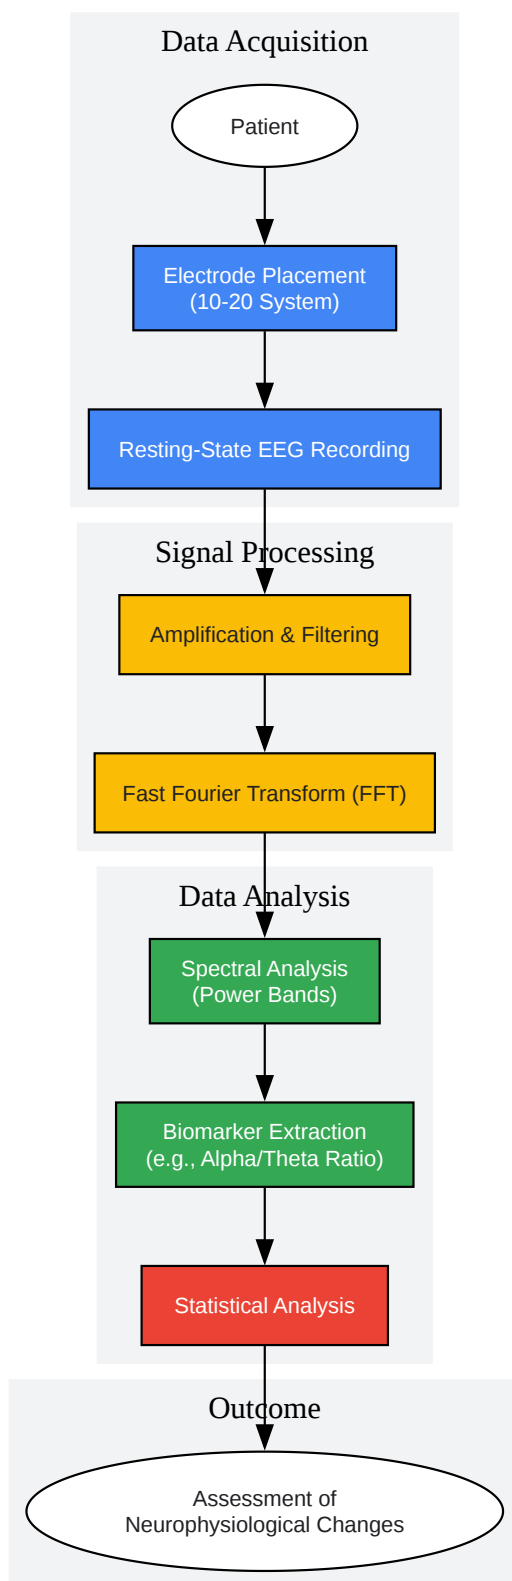 Data Acquisition
Patient
Electrode Placement
(10-20 System)
Resting-State EEG Recording
Signal Processing
Amplification & Filtering
Fast Fourier Transform (FFT)
Data Analysis
Spectral Analysis
(Power Bands)
Biomarker Extraction
(e.g., Alpha/Theta Ratio)
Statistical Analysis
Outcome
Assessment of
Neurophysiological Changes